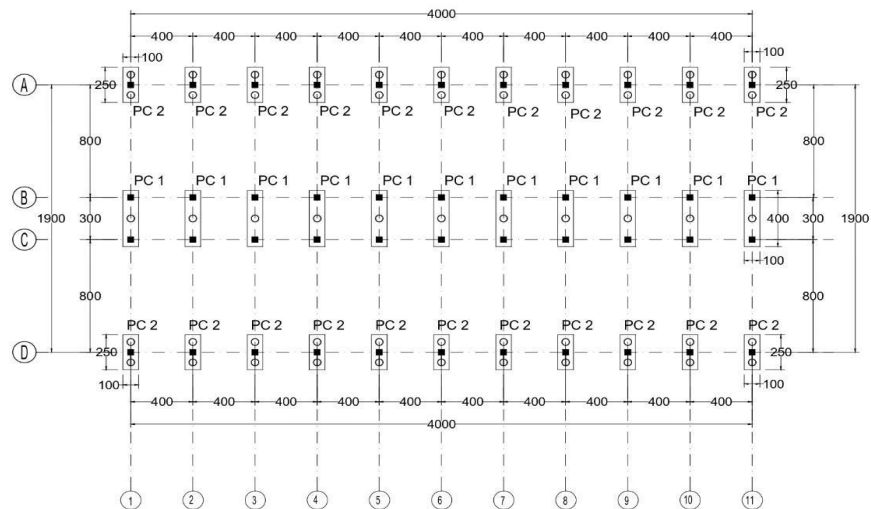 4000
400 400 400 400 400 400 400 400 400 400
100 100
A 250 250
PC 2 PC 2 PC 2 PC 2 PC 2 PC 2 PC 2 PC 2 PC 2 PC 2 PC 2
800 800
PC 1 PC 1 PC 1 PC 1 PC 1 PC 1 PC 1 PC 1 PC 1 PC 1 PC 1
B
1900 300 400 300 1900
C
100
800 800
PC 2 PC 2 PC 2 PC 2 PC 2 PC 2 PC 2 PC 2 PC 2 PC 2 PC 2
D 250 250
100 100
400 400 400 400 400 400 400 400 400 400
4000
1 2 3 4 5 6 7 8 9 10 11